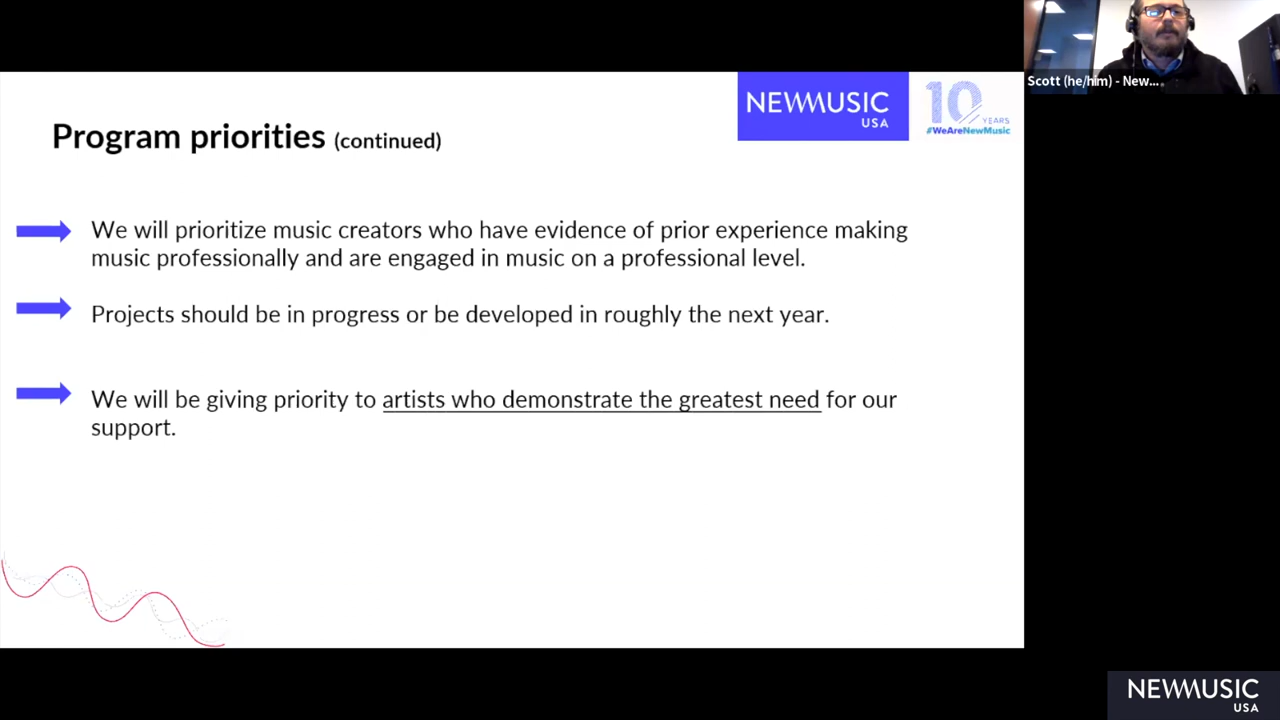 Scott (he/him) - New...
NEWMUSIC
USA
10
YEARS
#WeAreNewMusic
Program priorities (continued)
We will prioritize music creators who have evidence of prior experience making
music professionally and are engaged in music on a professional level.
Projects should be in progress or be developed in roughly the next year.
We will be giving priority to artists who demonstrate the greatest need for our
support.
NEWMUSIC
USA